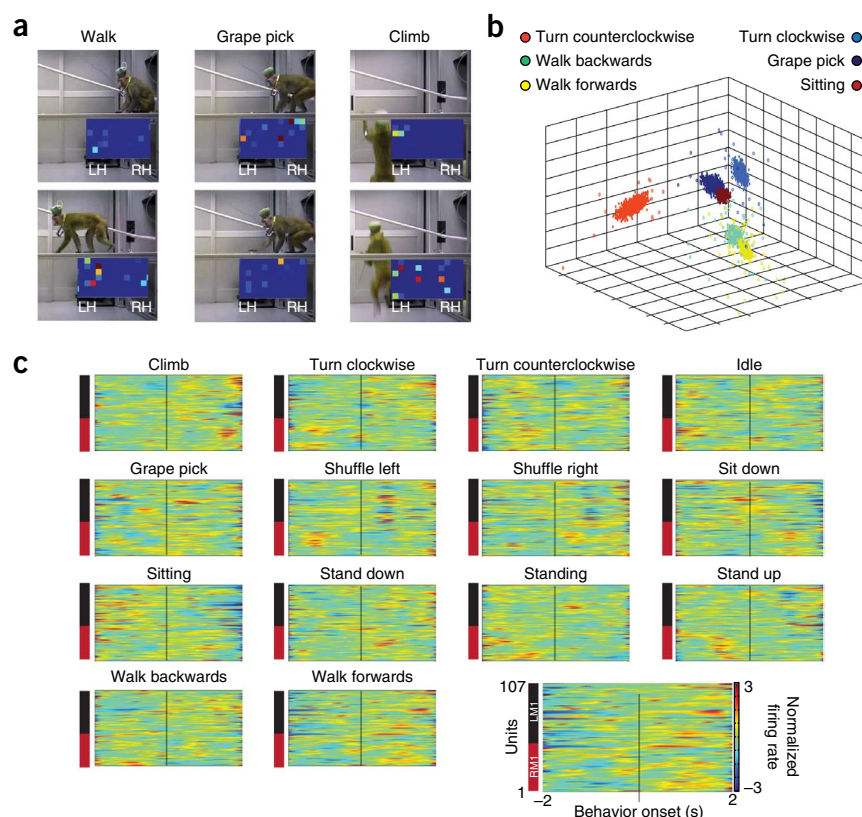 a
Walk
Grape pick
Climb
LH RH
LH RH
LH RH
LH RH
LH RH
LH RH
b
Turn counterclockwise
Turn clockwise
Walk backwards
Grape pick
Walk forwards
Sitting
c
Climb
Turn clockwise
Turn counterclockwise
Idle
Grape pick
Shuffle left
Shuffle right
Sit down
Sitting
Stand down
Standing
Stand up
Walk backwards
Walk forwards
107
Units
1
LM1
RM1
–2
2
Behavior onset (s)
3
–3
Normalized
firing rate